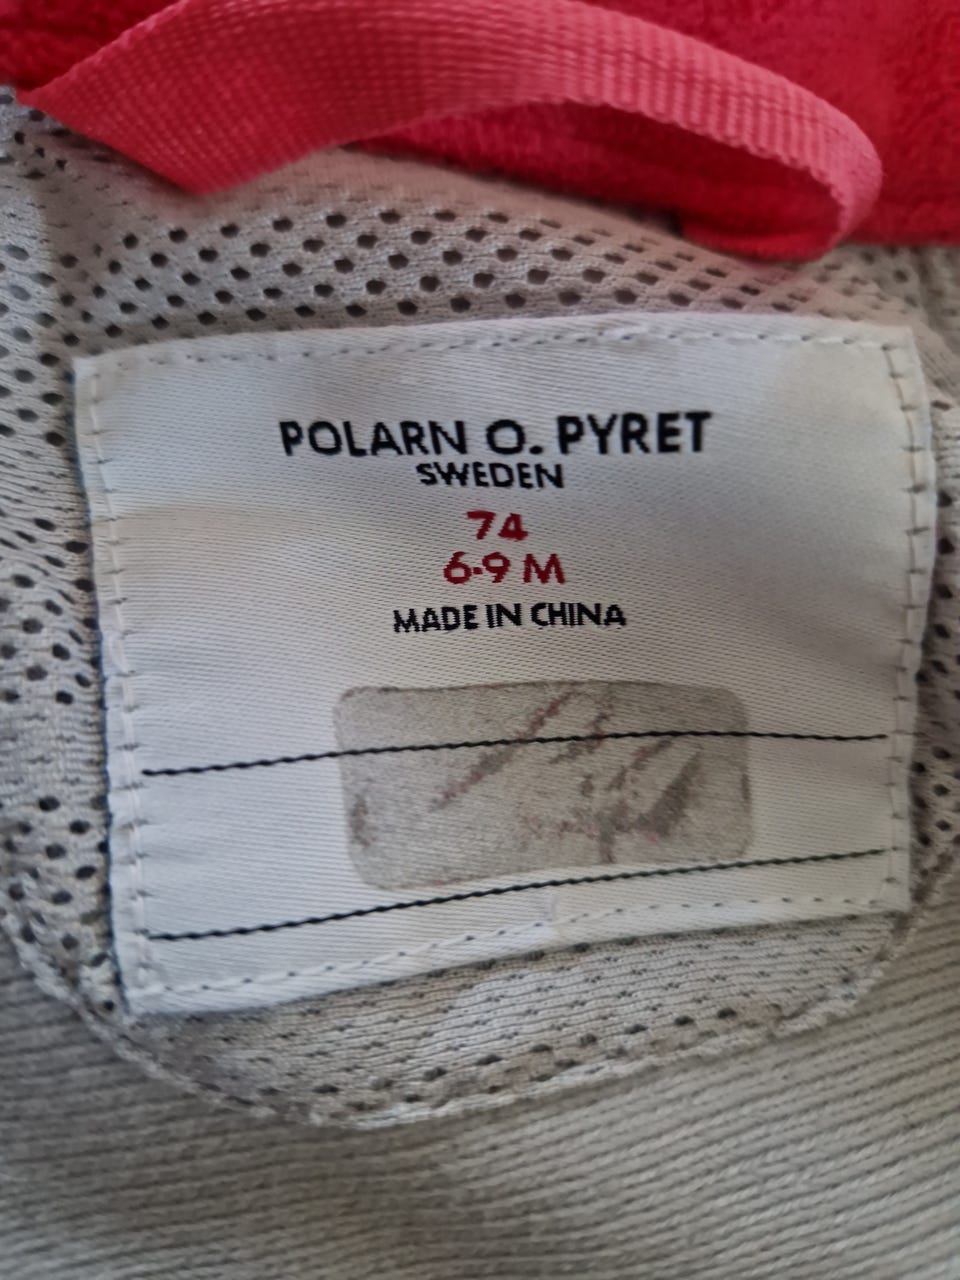 POLARN O. PYRET
SWEDEN
74
6-9 M
MADE IN CHINA